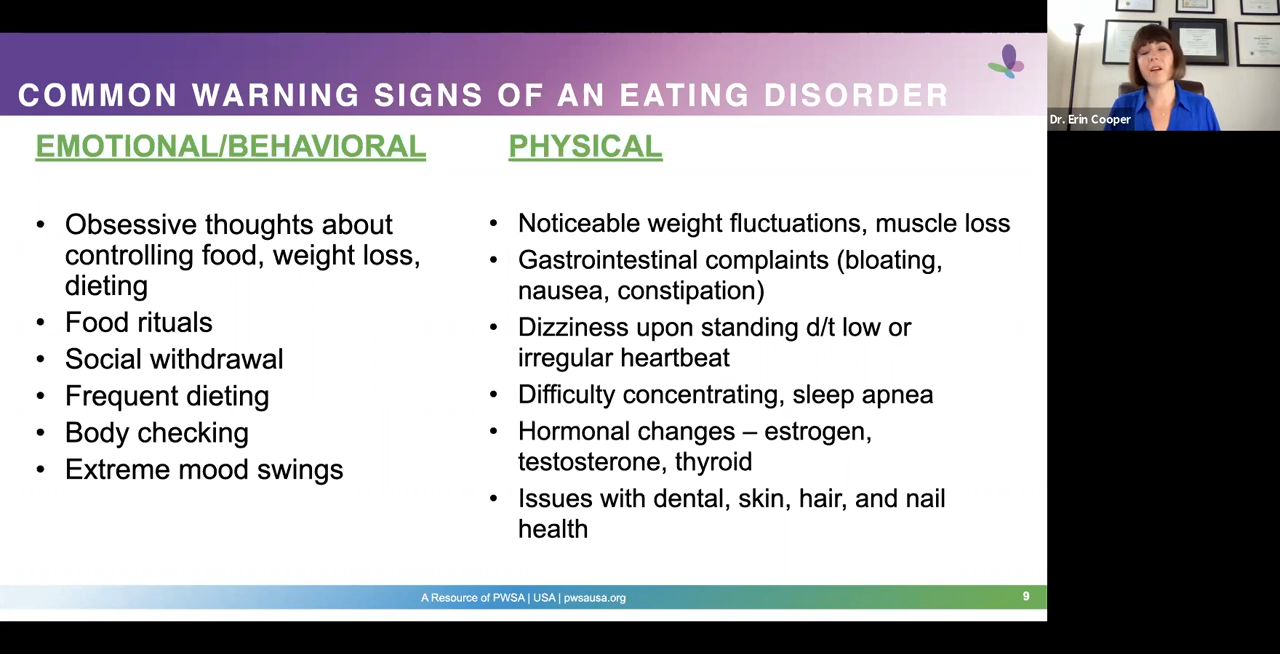 COMMON WARNING SIGNS OF AN EATING DISORDER
EMOTIONAL/BEHAVIORAL
• Obsessive thoughts about
controlling food, weight loss,
dieting
• Food rituals
• Social withdrawal
• Frequent dieting
• Body checking
• Extreme mood swings
PHYSICAL
• Noticeable weight fluctuations, muscle loss
• Gastrointestinal complaints (bloating,
nausea, constipation)
• Dizziness upon standing d/t low or
irregular heartbeat
• Difficulty concentrating, sleep apnea
• Hormonal changes – estrogen,
testosterone, thyroid
• Issues with dental, skin, hair, and nail
health
A Resource of PWSA | USA | pwsausa.org
9
Dr. Erin Cooper